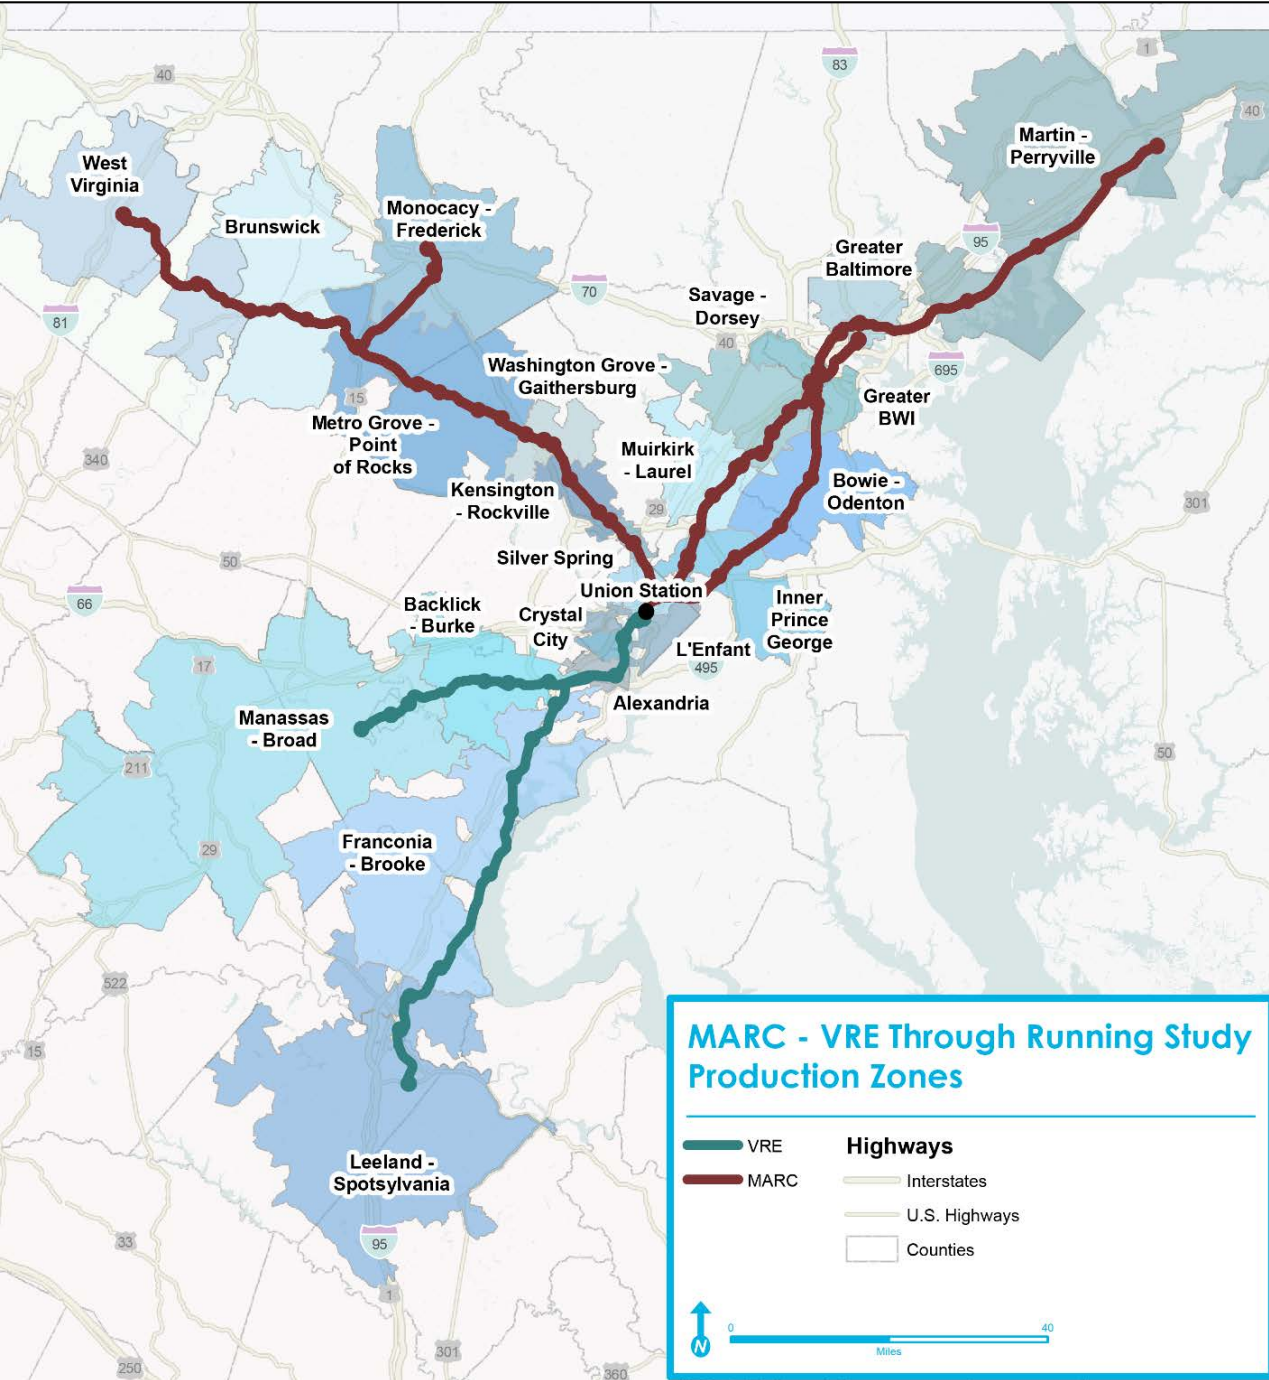 1
83
40
40
Martin -
Perryville
West
Virginia
Monocacy -
Frederick
Brunswick
95
Greater
Baltimore
70
Savage -
Dorsey
81
40
Washington Grove -
Gaithersburg
695
15
Greater
BWI
Metro Grove -
Point
of Rocks
Muirkirk
- Laurel
340
Kensington
- Rockville
Bowie -
Odenton
29
301
Silver Spring
50
Union Station
66
Backlick
- Burke
Crystal
City
Inner
Prince
George
L'Enfant
495
17
Alexandria
Manassas
- Broad
50
211
Franconia
- Brooke
29
522
15
MARC - VRE Through Running Study
Production Zones
VRE
MARC
Highways
Interstates
U.S. Highways
Counties
Leeland -
Spotsylvania
33
95
1
N
0
40
Miles
301
250
360